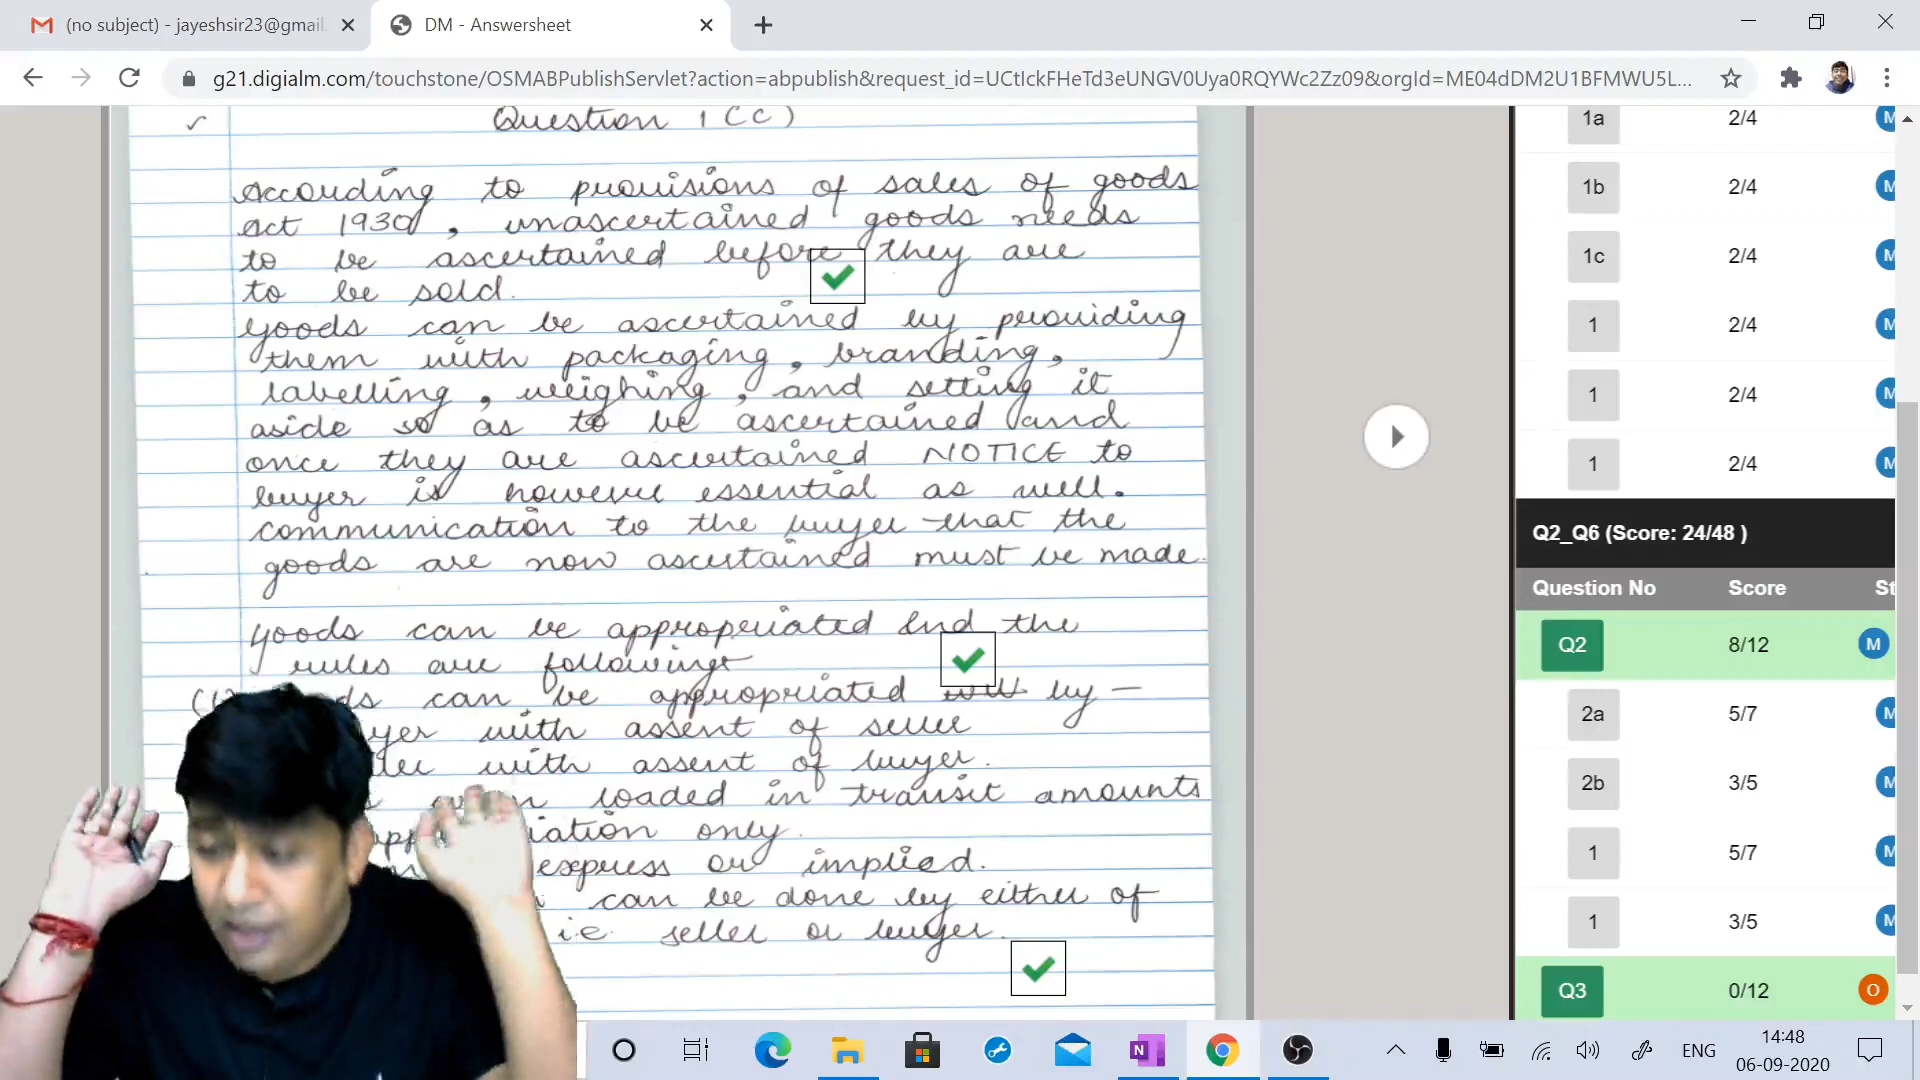 (no subject) - jayeshsir23@gmail.
DM - Answersheet
g21.digialm.com/touchstone/OSMABPublishServlet?action=abpublish&request_id=UCtIckFHeTd3eUNGV0Uya0RQYWc2Zz09&orgId=ME04dDM2U1BFMWU5L...
Question 1 (c)
According to provisions of sales of goods
Act 1930, unascertained goods needs
to be ascertained before they are
to be sold.
Goods can be ascertained by providing
them with packaging, branding,
labelling, weighing, and setting it
aside so as to be ascertained and
once they are ascertained NOTICE to
buyer is however essential as well.
communication to the buyer that the
goods are now ascertained must be made.
Goods can be appropriated and the
rules are following
can be appropriated by -
with assent of seller
with assent of buyer.
loaded in transit amounts
only.
express or implied.
can be done by either of
i.e. seller or buyer.
1a 2/4 M
1b 2/4 M
1c 2/4 M
1 2/4 M
1 2/4 M
1 2/4 M
Q2_Q6 (Score: 24/48 )
Question No Score St
Q2 8/12 M
2a 5/7 M
2b 3/5 M
1 5/7 M
1 3/5 M
Q3 0/12 O
ENG
14:48
06-09-2020